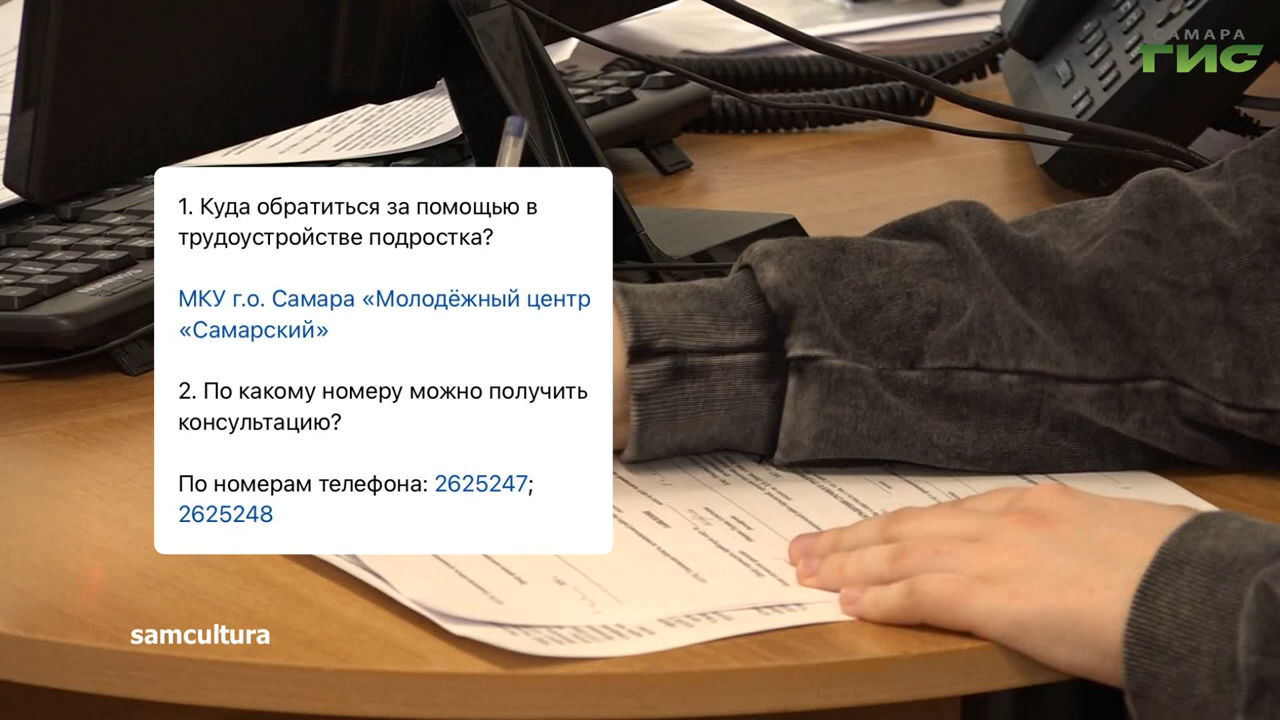 САМАРА
ГИС
1. Куда обратиться за помощью в
трудоустройстве подростка?
МКУ г.о. Самара «Молодёжный центр
«Самарский»
2. По какому номеру можно получить
консультацию?
По номерам телефона: 2625247;
2625248
samcultura